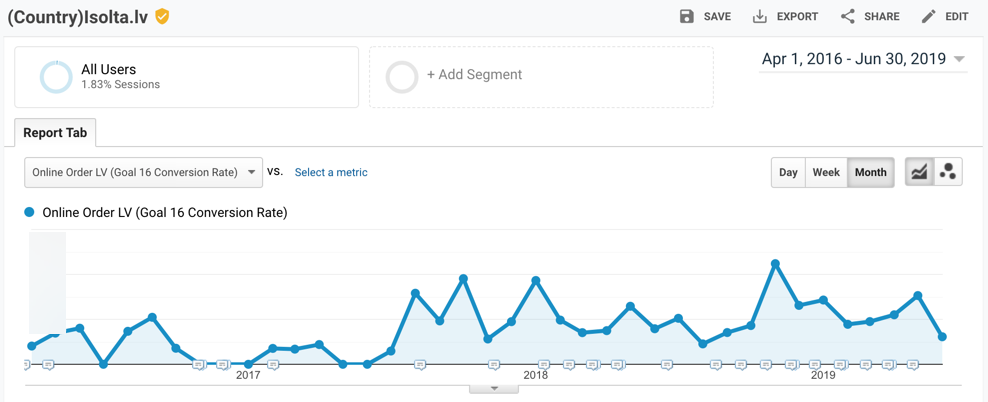 (Country)Isolta.lv
SAVE EXPORT SHARE EDIT
All Users
1.83% Sessions
+ Add Segment
Apr 1, 2016 - Jun 30, 2019
Report Tab
Online Order LV (Goal 16 Conversion Rate) VS. Select a metric
Day Week Month
Online Order LV (Goal 16 Conversion Rate)
2017 2018 2019